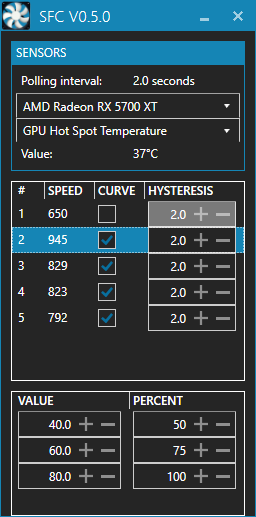 SFC V0.5.0
SENSORS
Polling interval: 2.0 seconds
AMD Radeon RX 5700 XT
GPU Hot Spot Temperature
Value: 37°C
# SPEED CURVE HYSTERESIS
1 650 2.0 + −
2 945 2.0 + −
3 829 2.0 + −
4 823 2.0 + −
5 792 2.0 + −
VALUE PERCENT
40.0 + − 50 + −
60.0 + − 75 + −
80.0 + − 100 + −